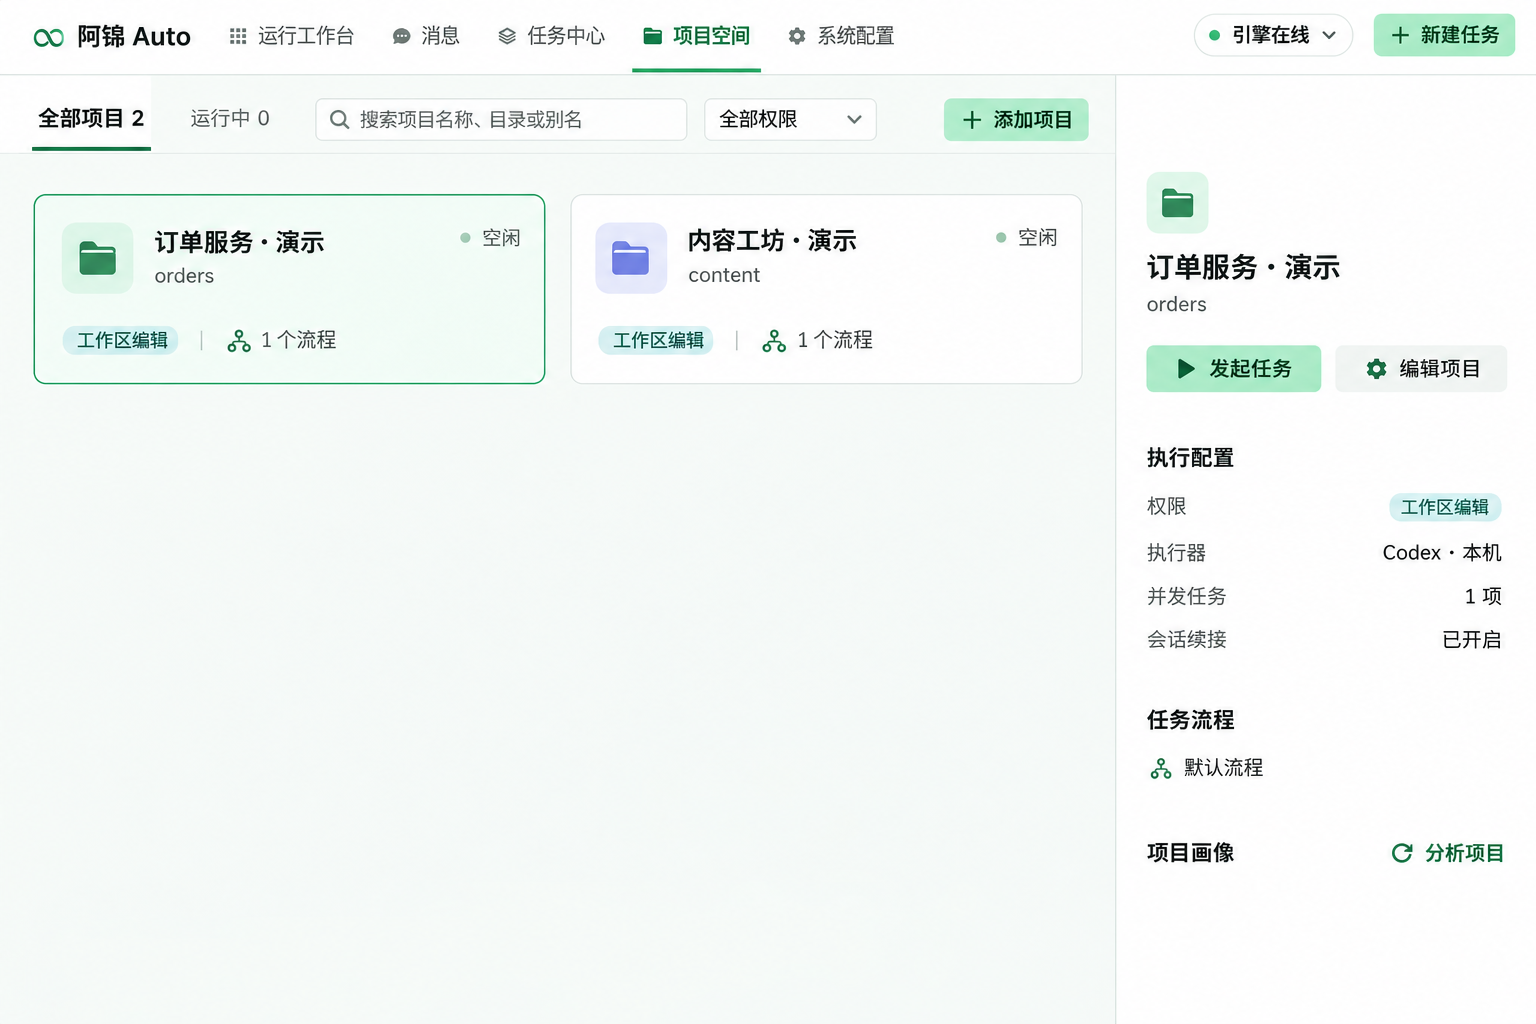 阿锦 Auto
运行工作台
消息
任务中心
项目空间
系统配置
引擎在线
新建任务
全部项目 2
运行中 0
搜索项目名称、目录或别名
全部权限
添加项目
订单服务·演示
orders
空闲
工作区编辑
1 个流程
内容工坊·演示
content
空闲
工作区编辑
1 个流程
订单服务·演示
orders
发起任务
编辑项目
执行配置
权限 工作区编辑
执行器 Codex·本机
并发任务 1 项
会话续接 已开启
任务流程
默认流程
项目画像 分析项目